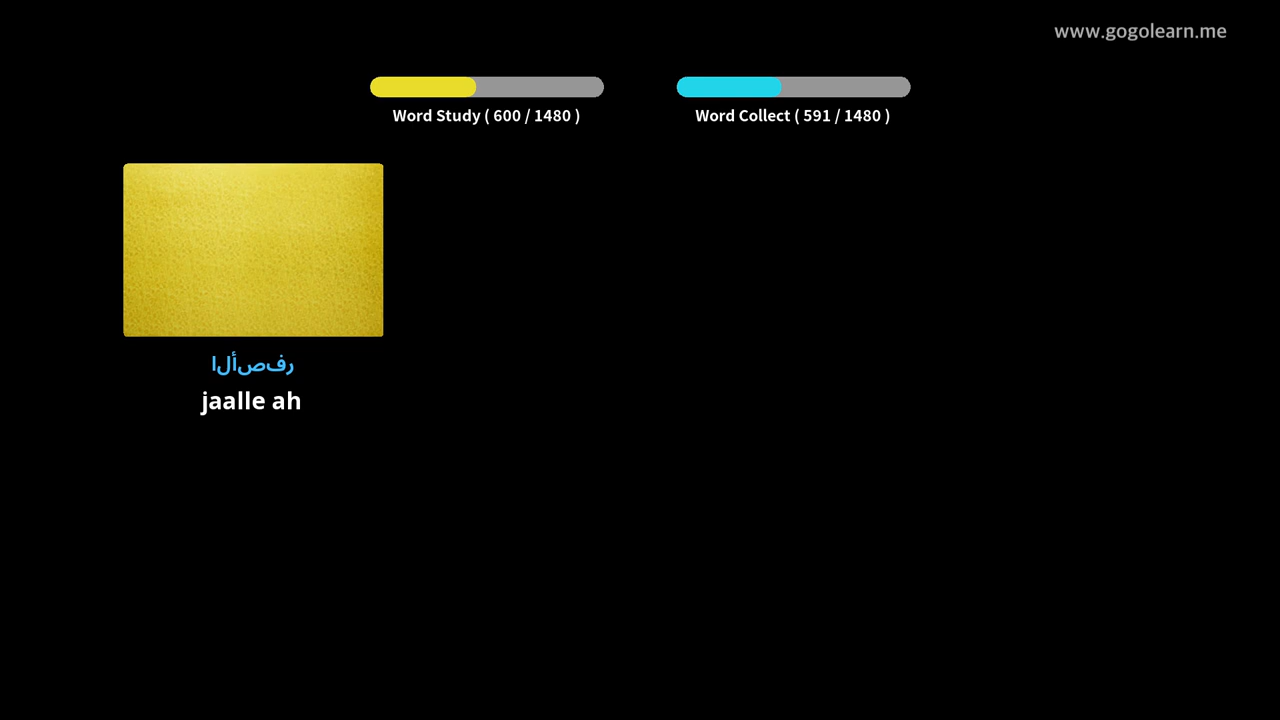 www.gogolearn.me
Word Study ( 600 / 1480 )
Word Collect ( 591 / 1480 )
رفصألا
jaalle ah